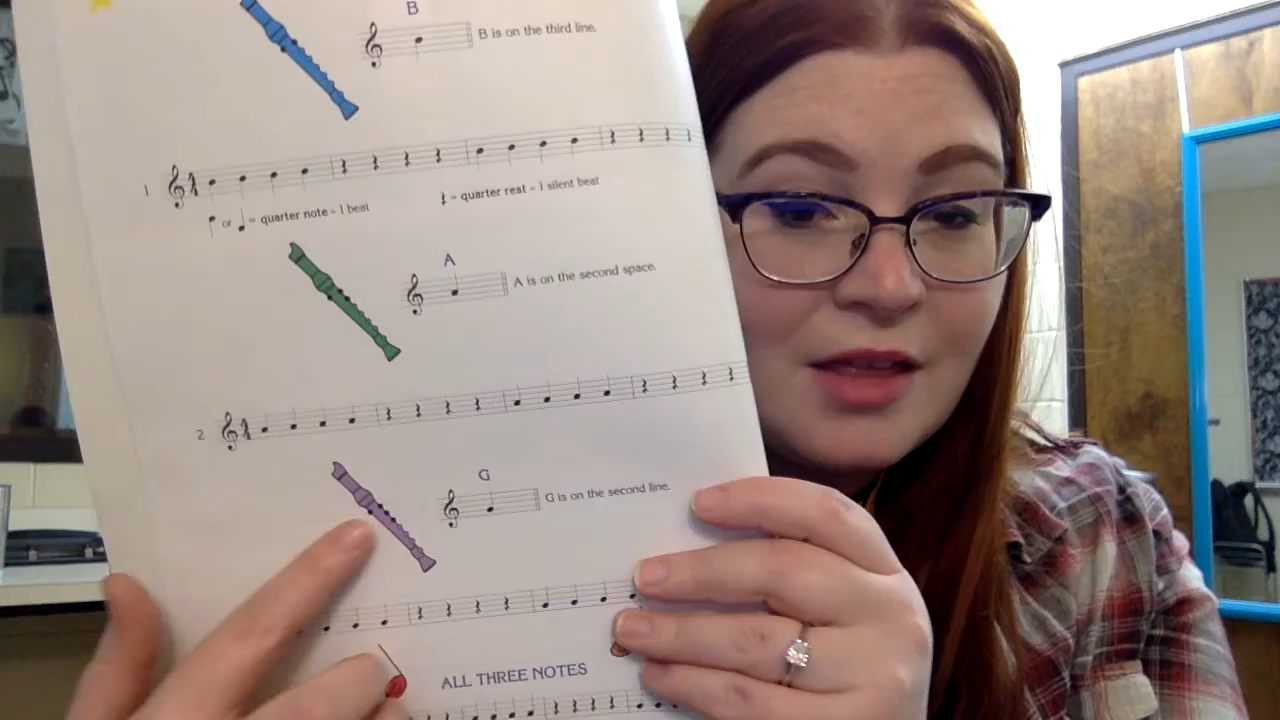 B
B is on the third line.
1
or = quarter note = 1 beat
= quarter rest = 1 silent beat
A
A is on the second space.
2
G
G is on the second line.
ALL THREE NOTES